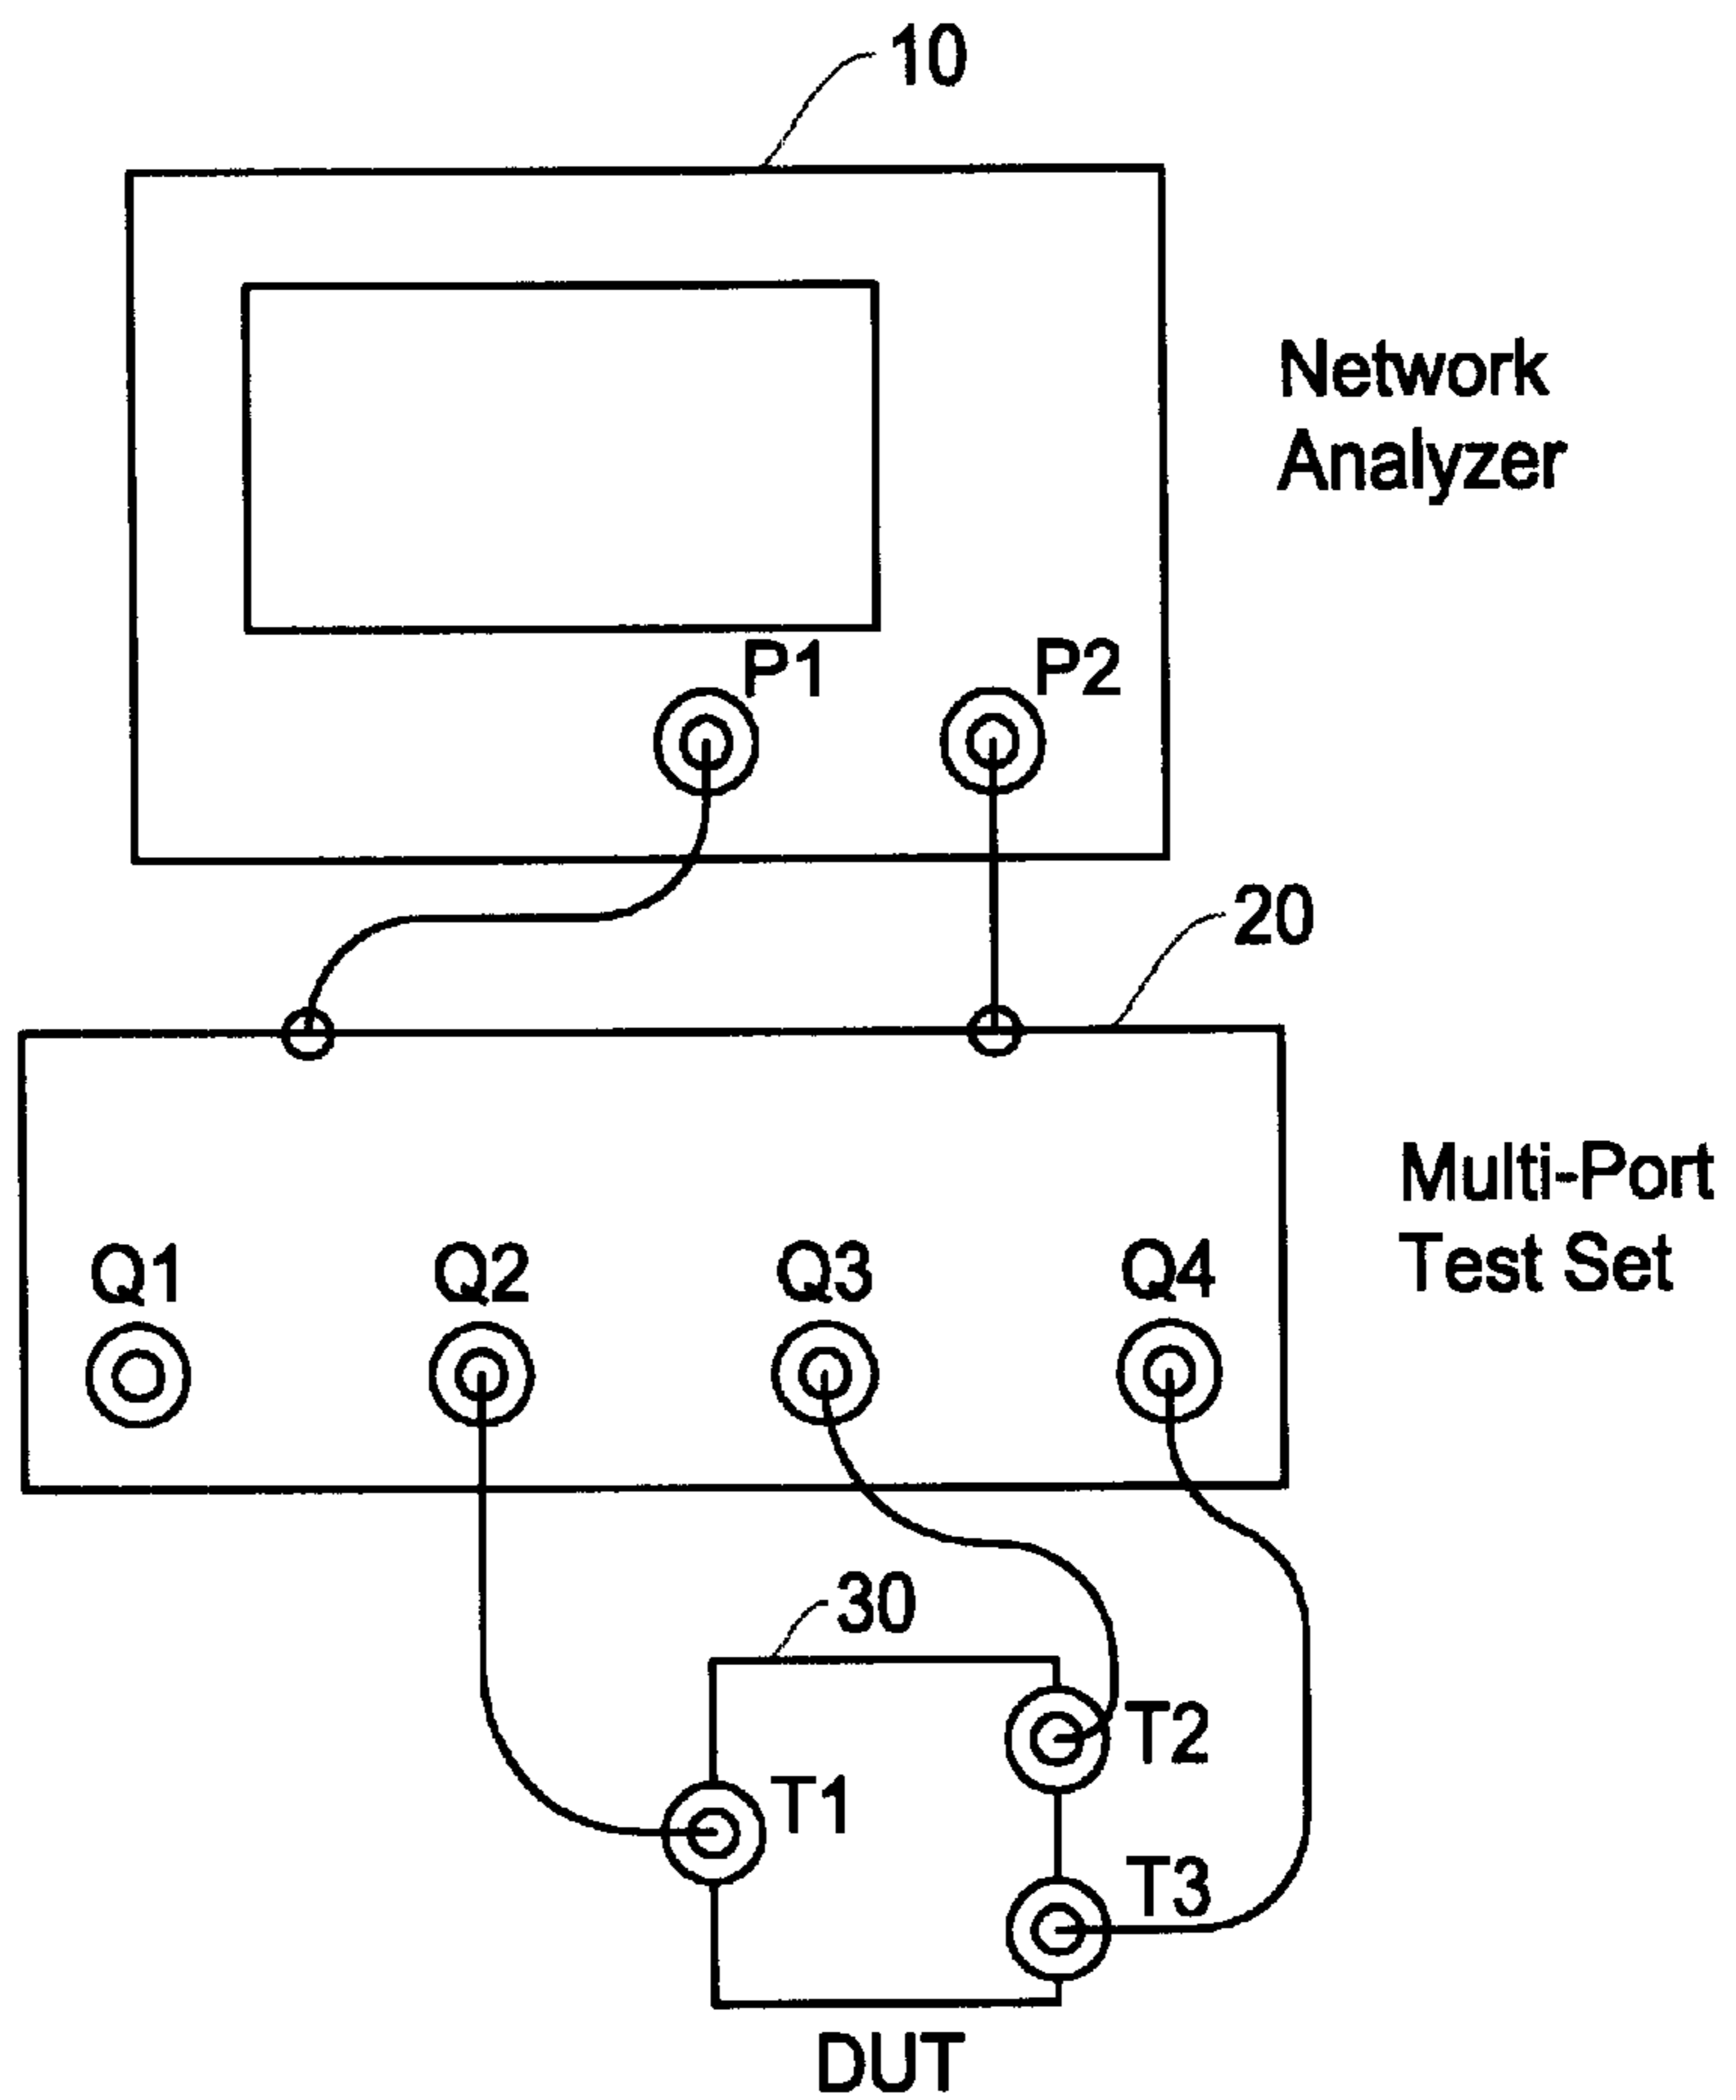 10
Network
Analyzer
P1 P2
20
Multi-Port
Test Set
Q1 Q2 Q3 Q4
30
T2
T1
T3
DUT